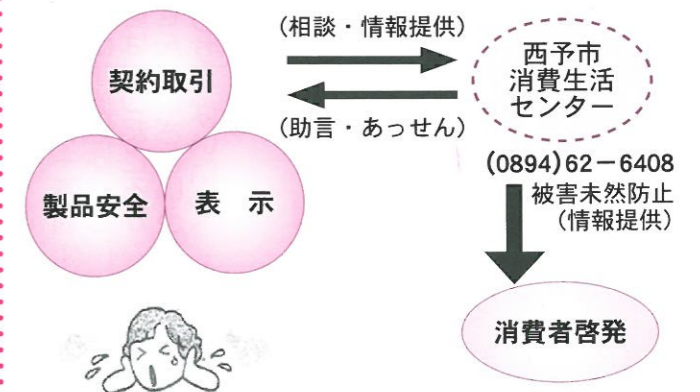 (相談・情報提供)
契約取引
西予市
消費生活
センター
(助言・あっせん)
(0894)62−6408
製品安全
表 示
被害未然防止
(情報提供)
消費者啓発